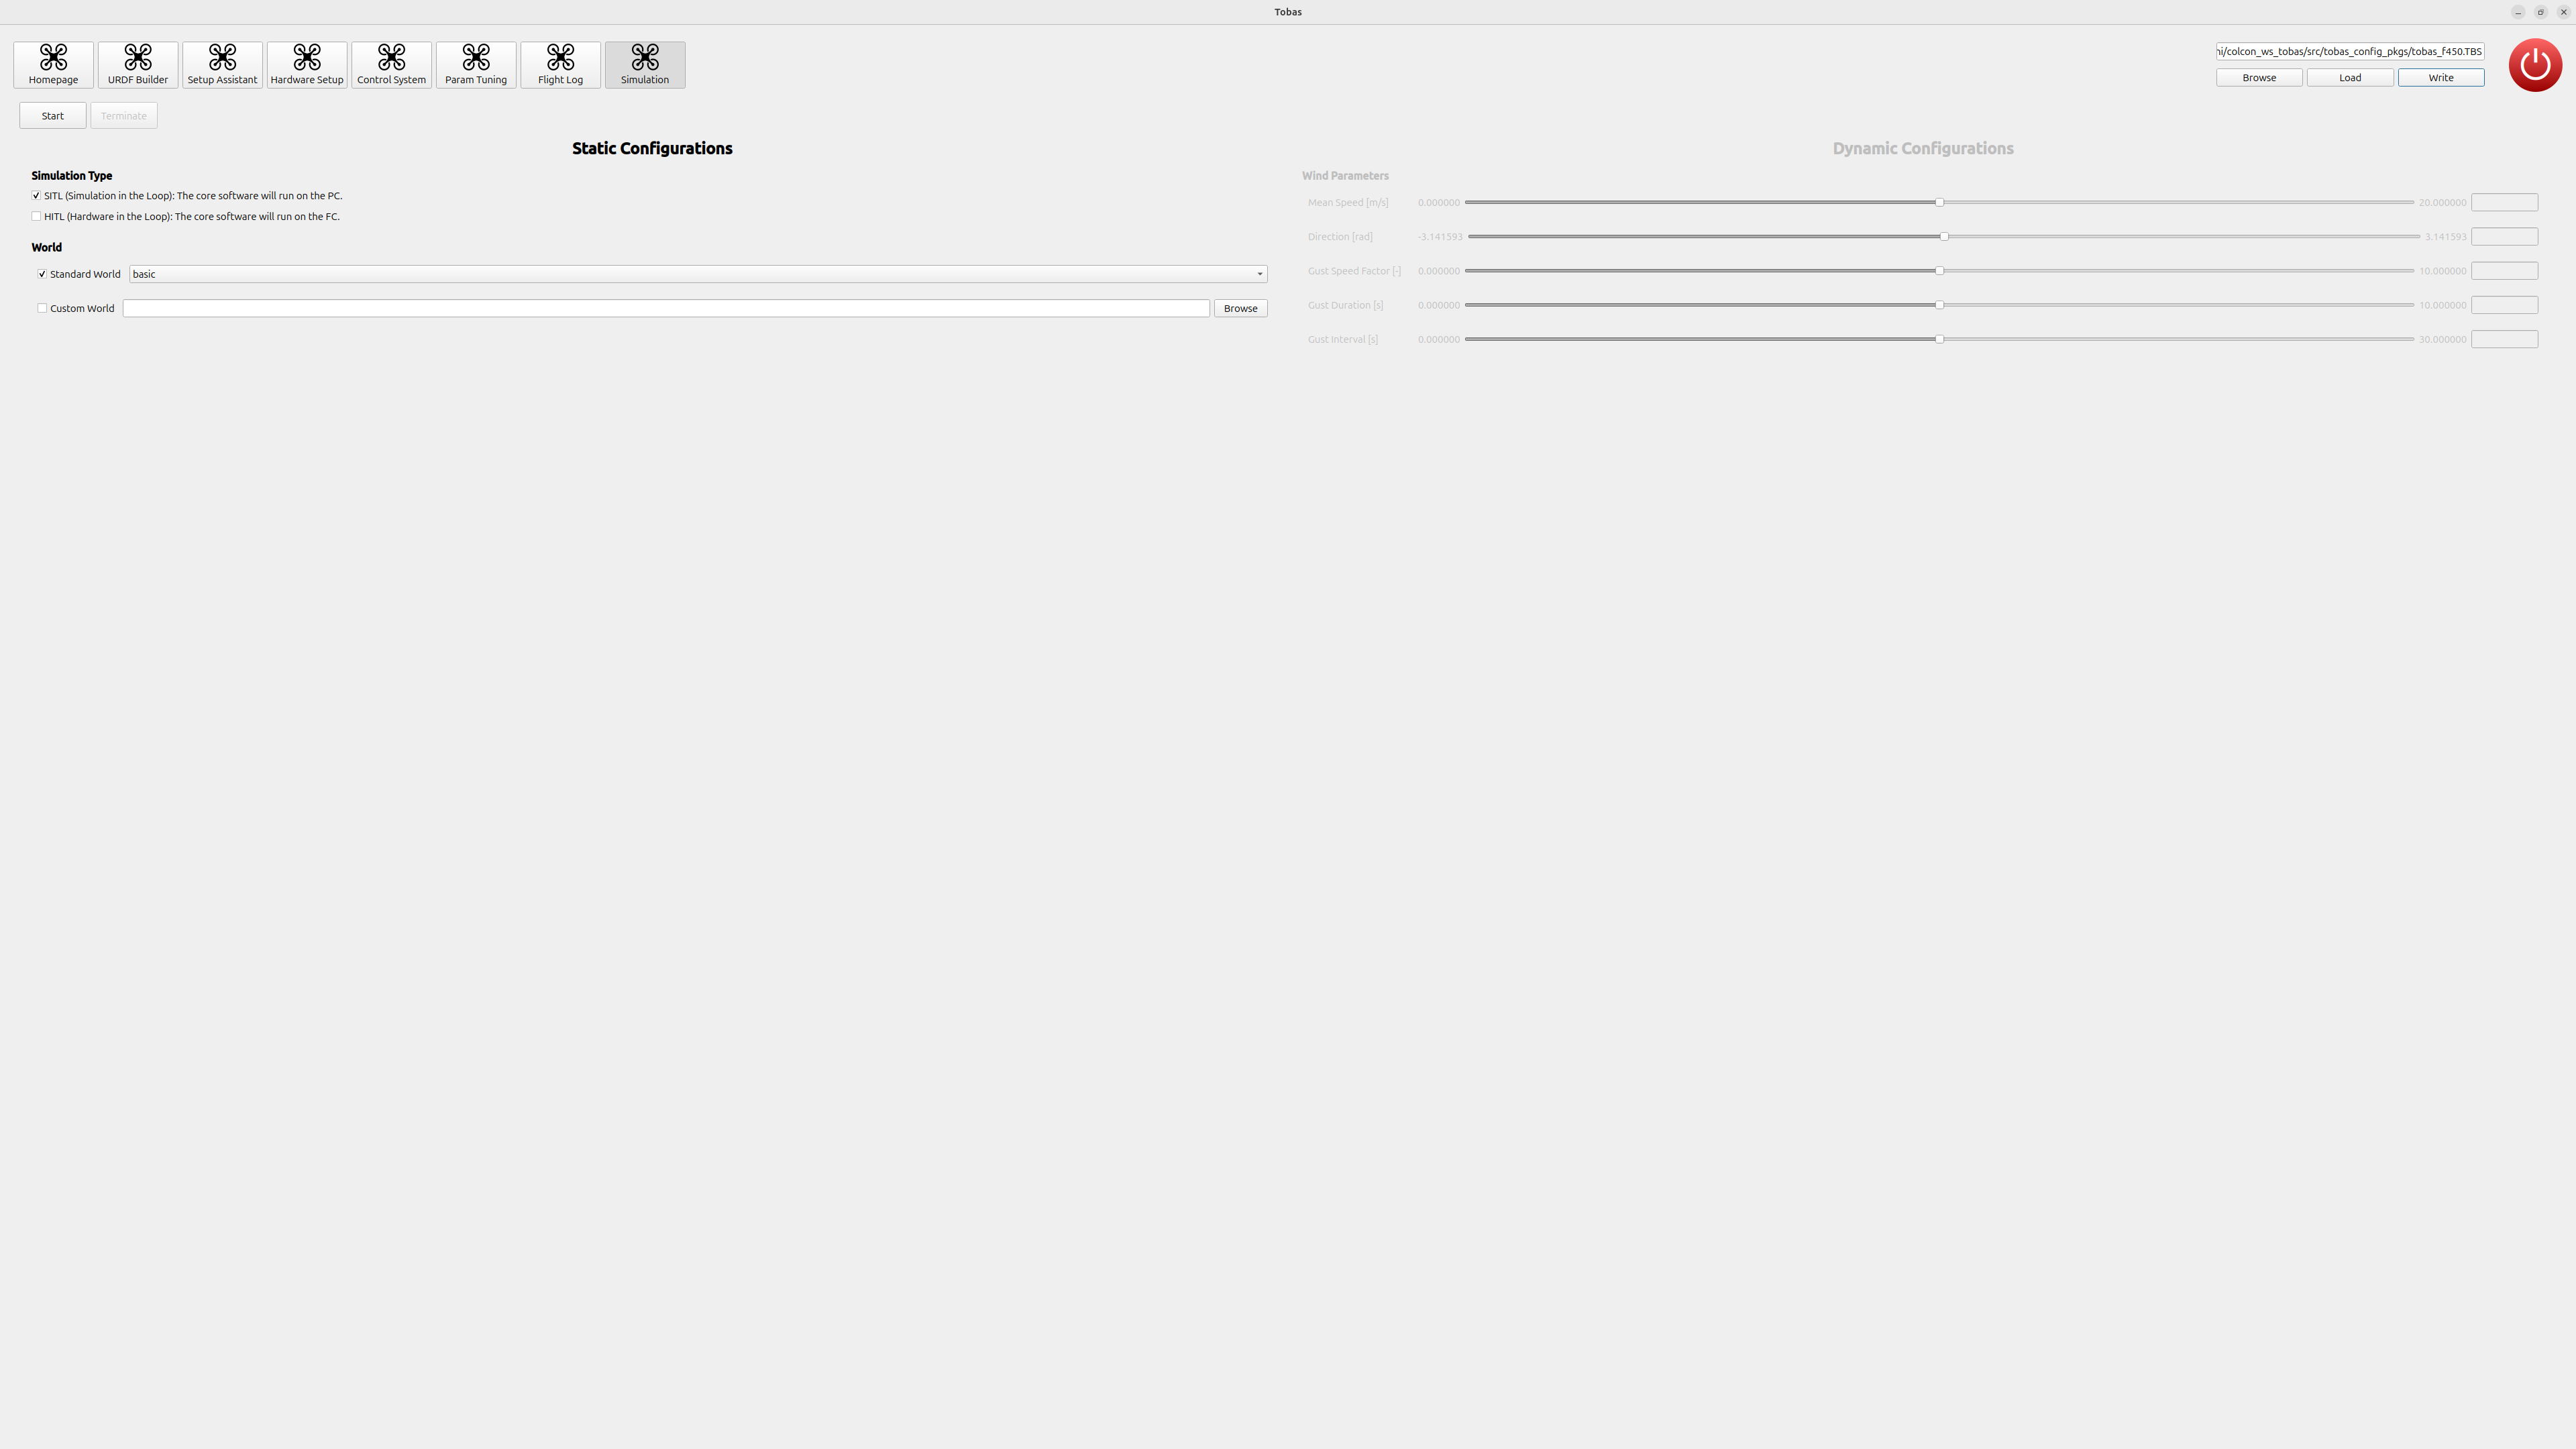 Tobas
Homepage URDF Builder Setup Assistant Hardware Setup Control System Param Tuning Flight Log Simulation
ni/colcon_ws_tobas/src/tobas_config_pkgs/tobas_f450.TBS
Browse Load Write
Start Terminate
Static Configurations
Simulation Type
SITL (Simulation in the Loop): The core software will run on the PC.
HITL (Hardware in the Loop): The core software will run on the FC.
World
Standard World basic
Custom World Browse
Dynamic Configurations
Wind Parameters
Mean Speed [m/s] 0.000000 20.000000
Direction [rad] -3.141593 3.141593
Gust Speed Factor [-] 0.000000 10.000000
Gust Duration [s] 0.000000 10.000000
Gust Interval [s] 0.000000 30.000000